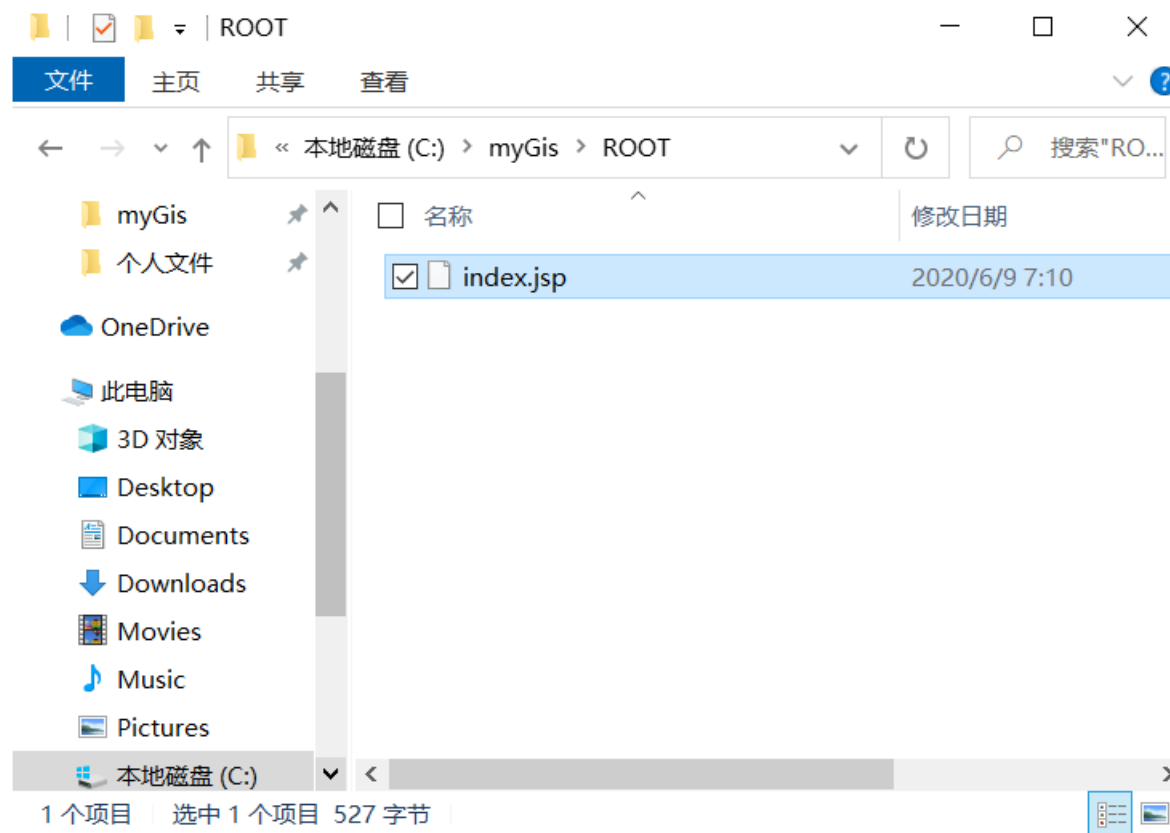 ROOT
文件 主页 共享 查看
« 本地磁盘 (C:) > myGis > ROOT 搜索"RO...
myGis
个人文件
OneDrive
此电脑
3D 对象
Desktop
Documents
Downloads
Movies
Music
Pictures
本地磁盘 (C:)
名称 修改日期
index.jsp 2020/6/9 7:10
1 个项目 选中 1 个项目 527 字节